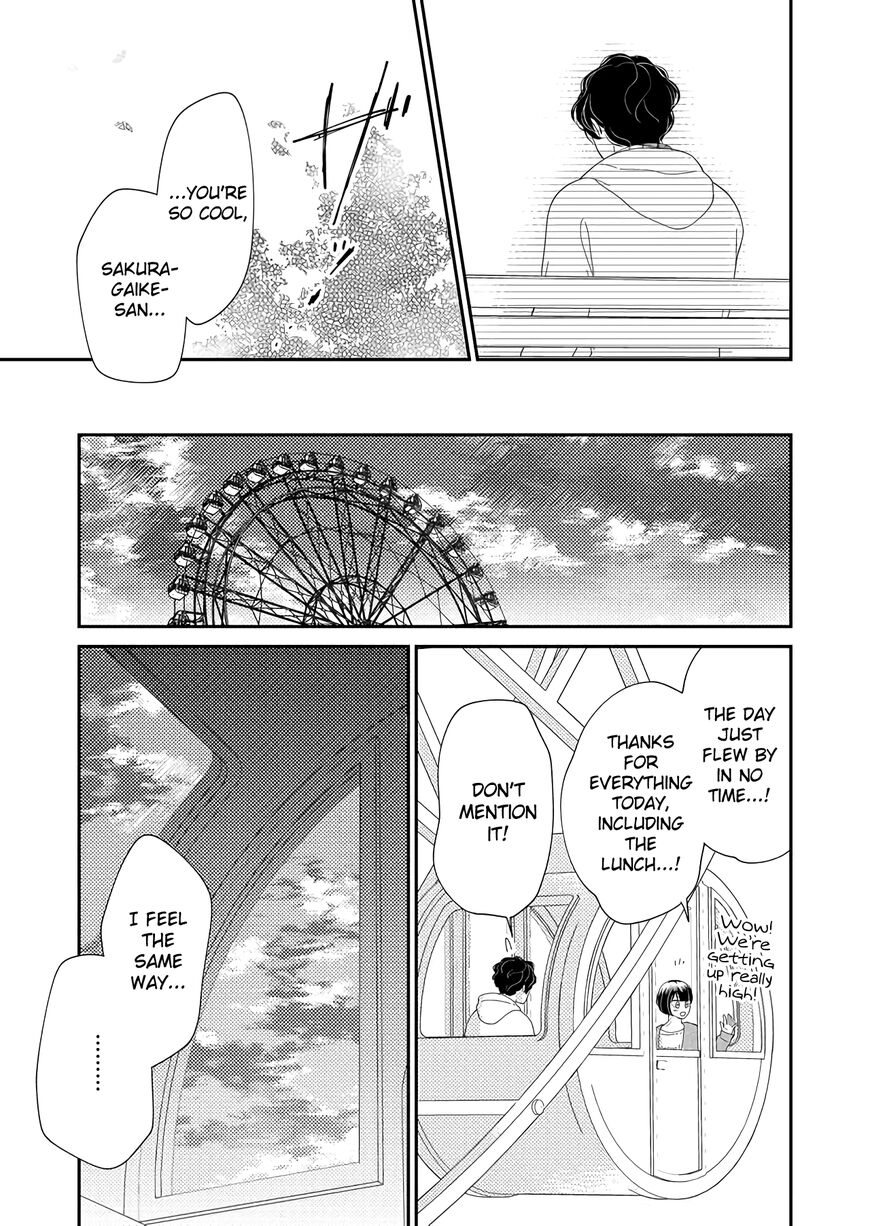 ...YOU'RE
SO COOL,
SAKURA-
GAIKE-
SAN...
THE DAY
JUST
FLEW BY
IN NO
TIME...!
THANKS
FOR
EVERYTHING
TODAY,
INCLUDING
THE
LUNCH...!
Wow!
We're
getting
up really
high!
DON'T
MENTION
IT!
I FEEL
THE
SAME
WAY...
.........